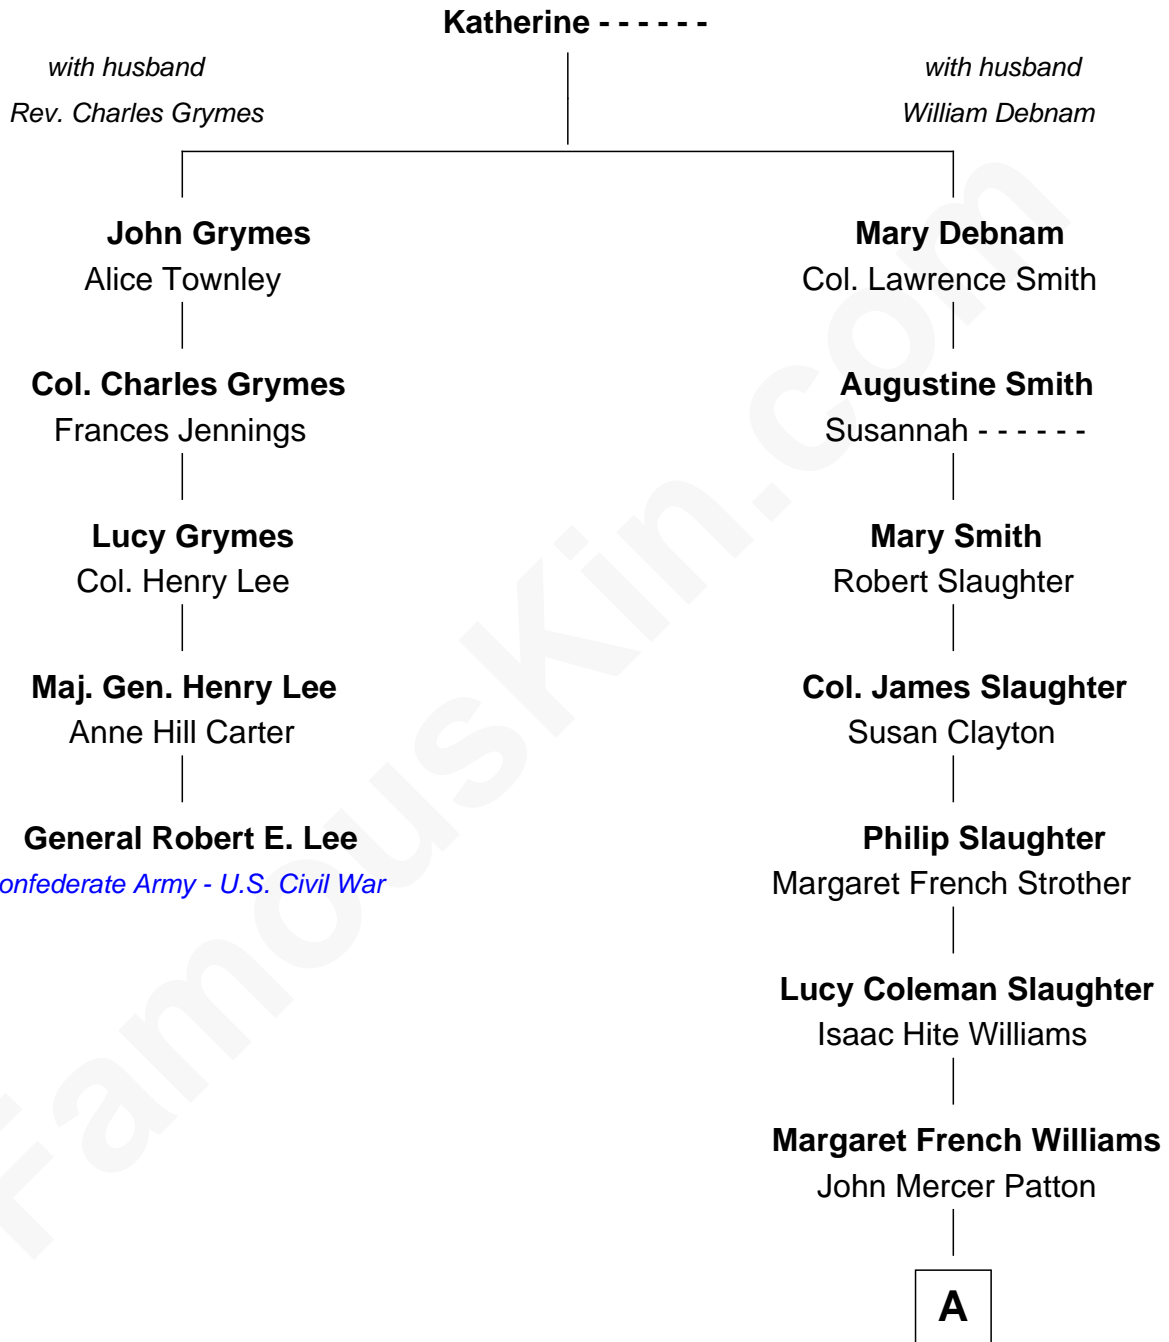 Katherine - - - - - -
with husband
Rev. Charles Grymes
with husband
William Debnam
John Grymes
Alice Townley
Mary Debnam
Col. Lawrence Smith
Col. Charles Grymes
Frances Jennings
Augustine Smith
Susannah - - - - - -
Lucy Grymes
Col. Henry Lee
Mary Smith
Robert Slaughter
Maj. Gen. Henry Lee
Anne Hill Carter
Col. James Slaughter
Susan Clayton
General Robert E. Lee
onfederate Army - U.S. Civil War
Philip Slaughter
Margaret French Strother
Lucy Coleman Slaughter
Isaac Hite Williams
Margaret French Williams
John Mercer Patton
A
FamousKin.com